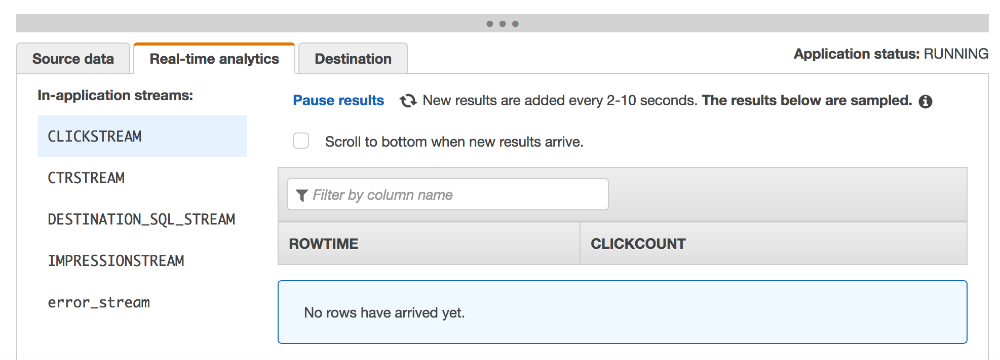 Source data
Real-time analytics
Destination
Application status: RUNNING
In-application streams:
CLICKSTREAM
CTRSTREAM
DESTINATION_SQL_STREAM
IMPRESSIONSTREAM
error_stream
Pause results New results are added every 2-10 seconds. The results below are sampled.
Scroll to bottom when new results arrive.
Filter by column name
ROWTIME
CLICKCOUNT
No rows have arrived yet.